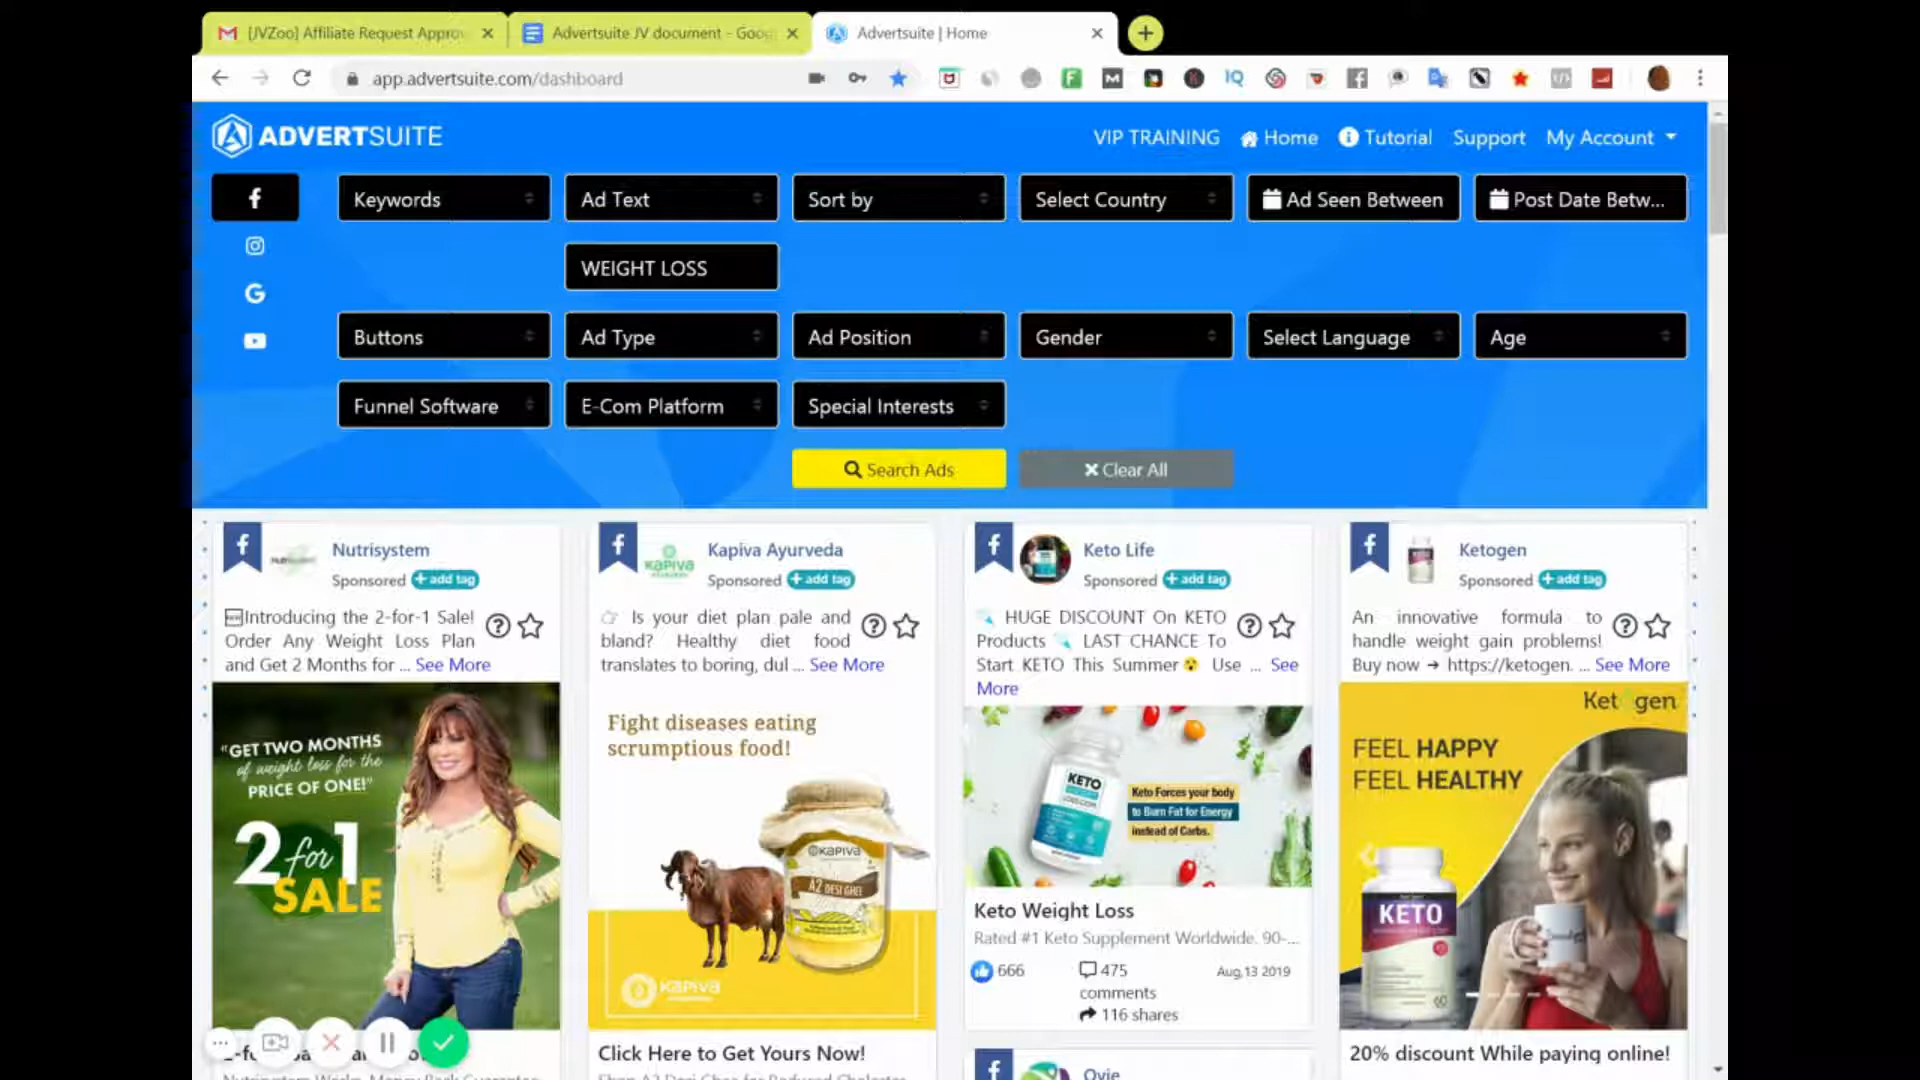 [JVZoo] Affiliate Request Approv
Advertsuite JV document - Goog
Advertsuite | Home
app.advertsuite.com/dashboard
ADVERTSUITE
VIP TRAINING
Home
Tutorial
Support
My Account
Keywords
Ad Text
Sort by
Select Country
Ad Seen Between
Post Date Betw...
WEIGHT LOSS
Buttons
Ad Type
Ad Position
Gender
Select Language
Age
Funnel Software
E-Com Platform
Special Interests
Search Ads
Clear All
Nutrisystem
Sponsored
+ add tag
Introducing the 2-for-1 Sale!
Order Any Weight Loss Plan
and Get 2 Months for ... See More
"GET TWO MONTHS
of weight loss for the
PRICE OF ONE!"
2 for 1
SALE
Kapiva Ayurveda
KAPIVA
Sponsored
+ add tag
Is your diet plan pale and
bland? Healthy diet food
translates to boring, dul ... See More
Fight diseases eating
scrumptious food!
KAPIVA
A2 DESI GHEE
KAPIVA
Click Here to Get Yours Now!
Keto Life
Sponsored
+ add tag
HUGE DISCOUNT On KETO
Products LAST CHANCE To
Start KETO This Summer Use ... See
More
KETO
Keto Forces your body
to Burn Fat for Energy
instead of Carbs.
Keto Weight Loss
Rated #1 Keto Supplement Worldwide. 90-...
666
475
comments
Aug,13 2019
116 shares
Ovie
Ketogen
Sponsored
+ add tag
An innovative formula to
handle weight gain problems!
Buy now → https://ketogen. ... See More
Ketogen
FEEL HAPPY
FEEL HEALTHY
KETO
60
20% discount While paying online!